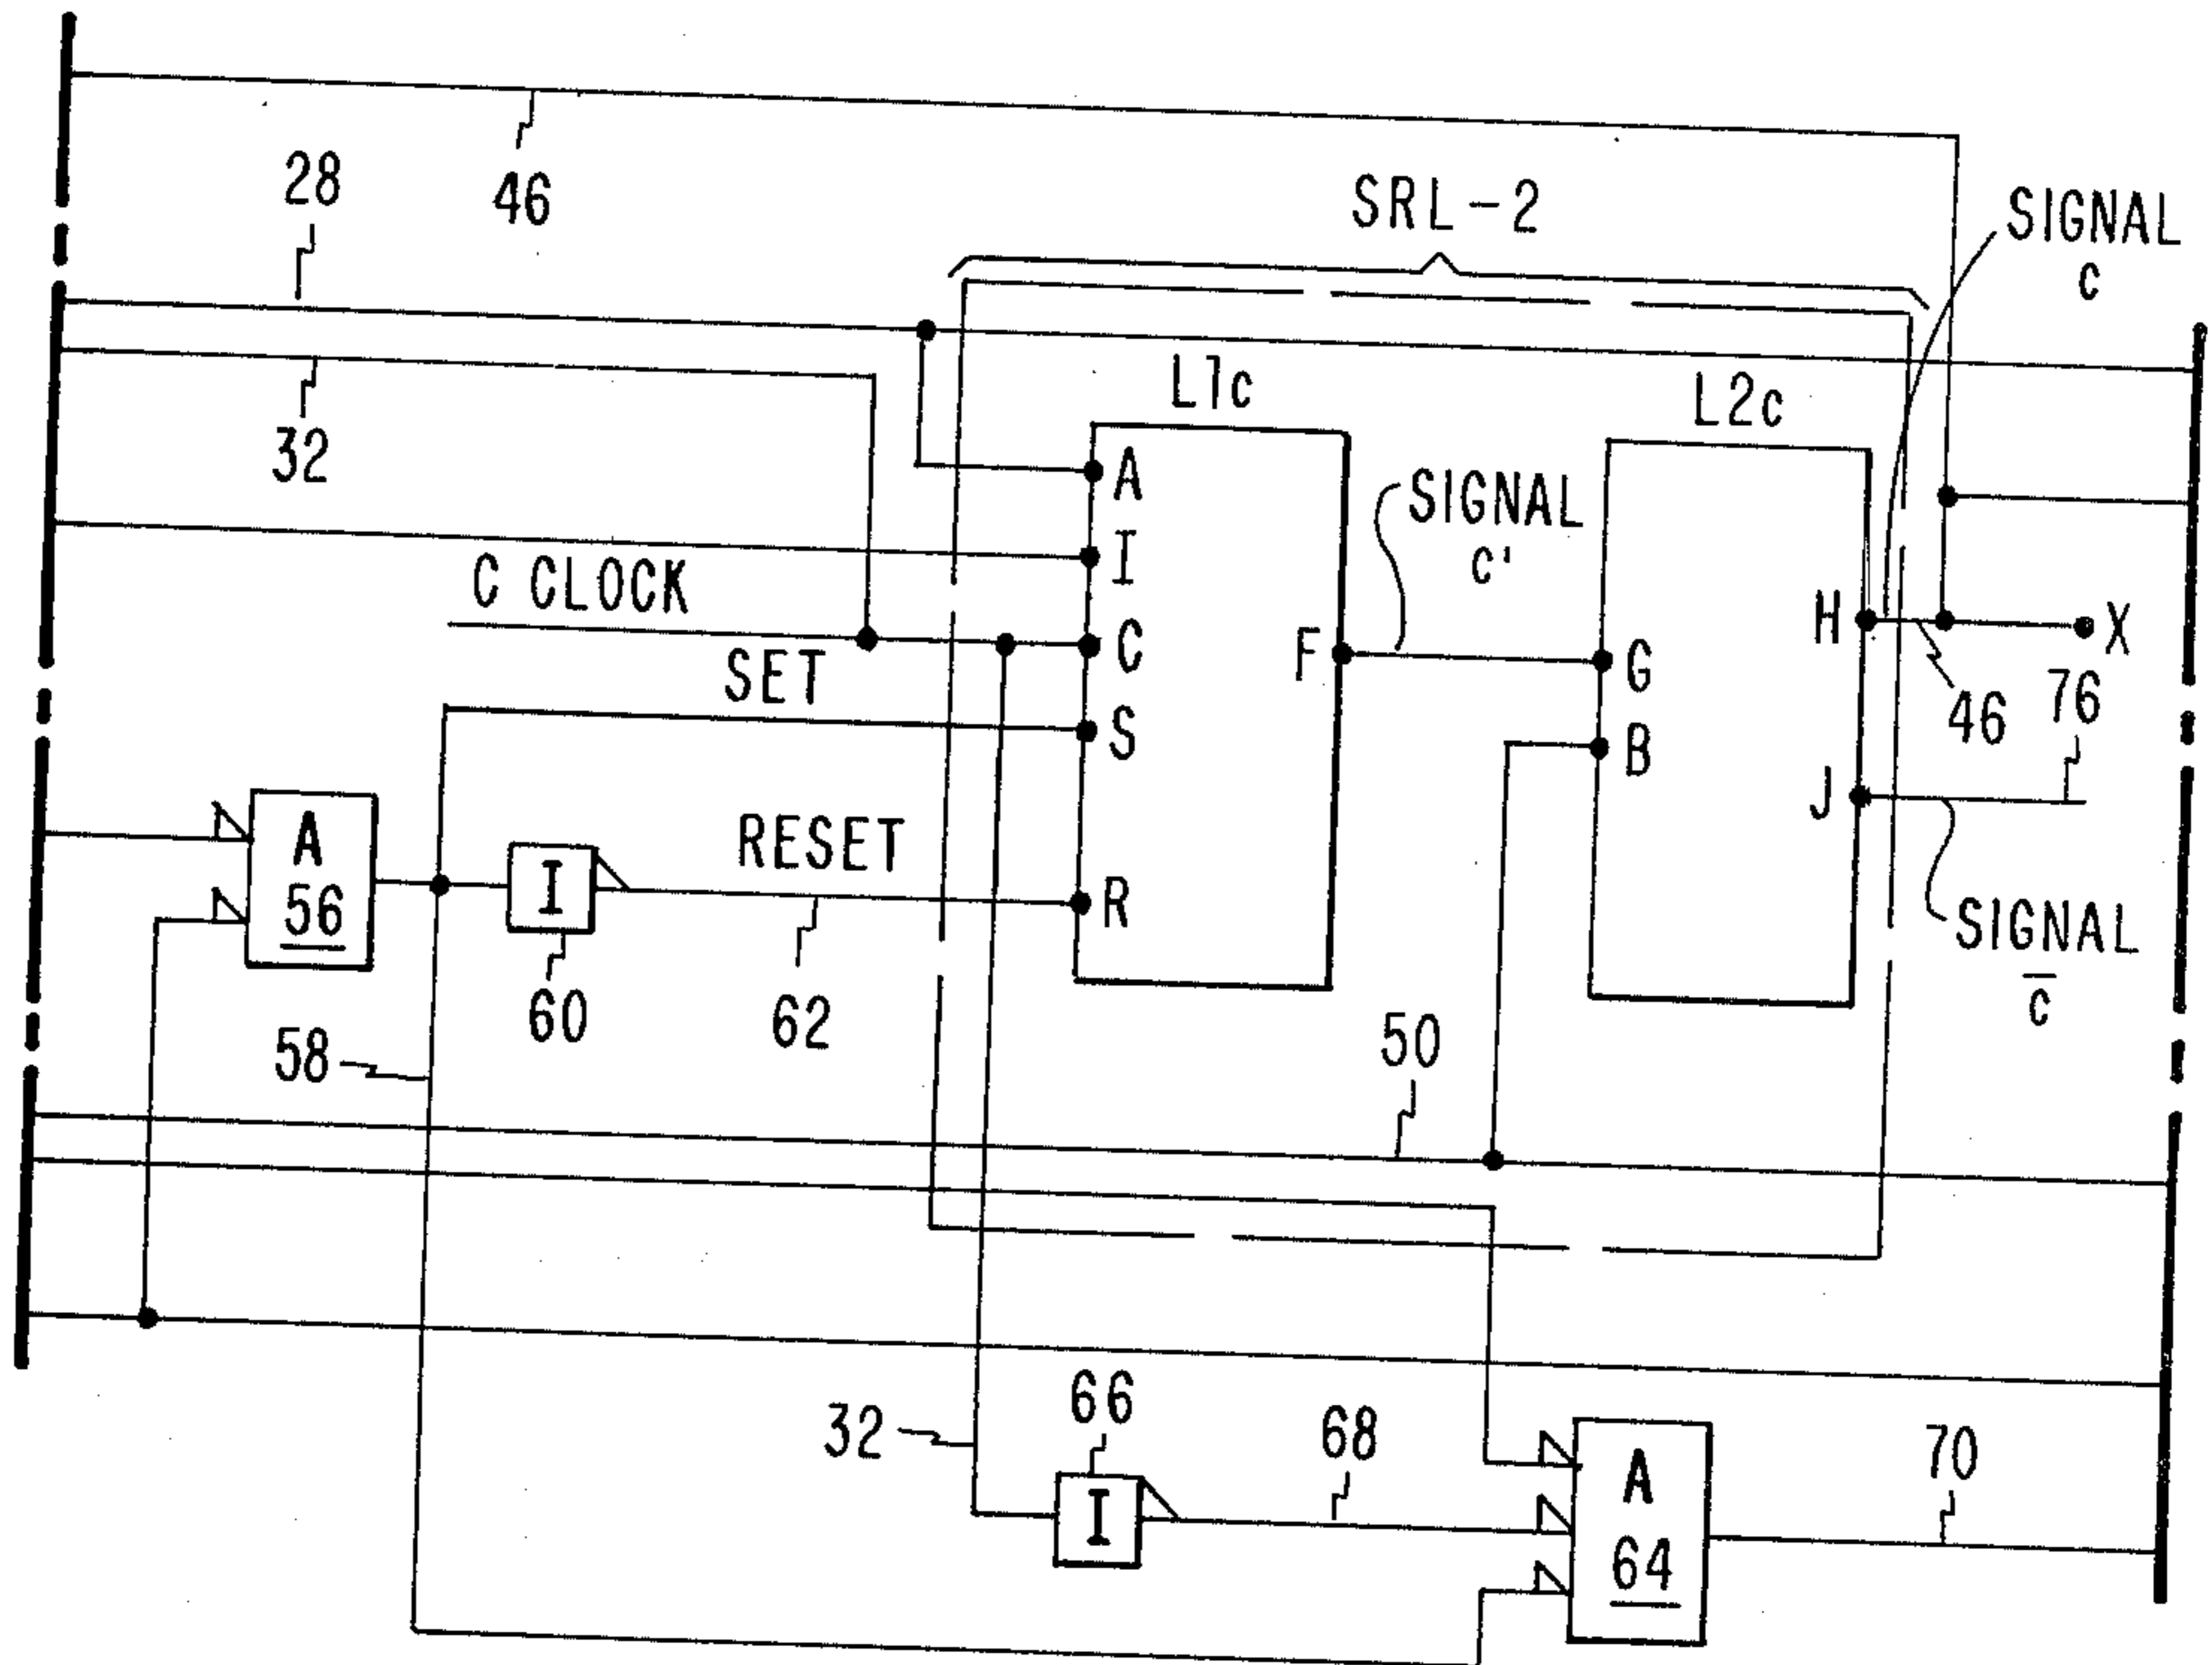 28
46
SRL-2
SIGNAL
c
32
L1c
L2c
A
I
C CLOCK
C
SIGNAL
c'
SET
S
F
G
B
H
X
46
76
J
A
56
I
RESET
R
60
62
SIGNAL
c̅
58
50
32
66
I
68
A
64
70